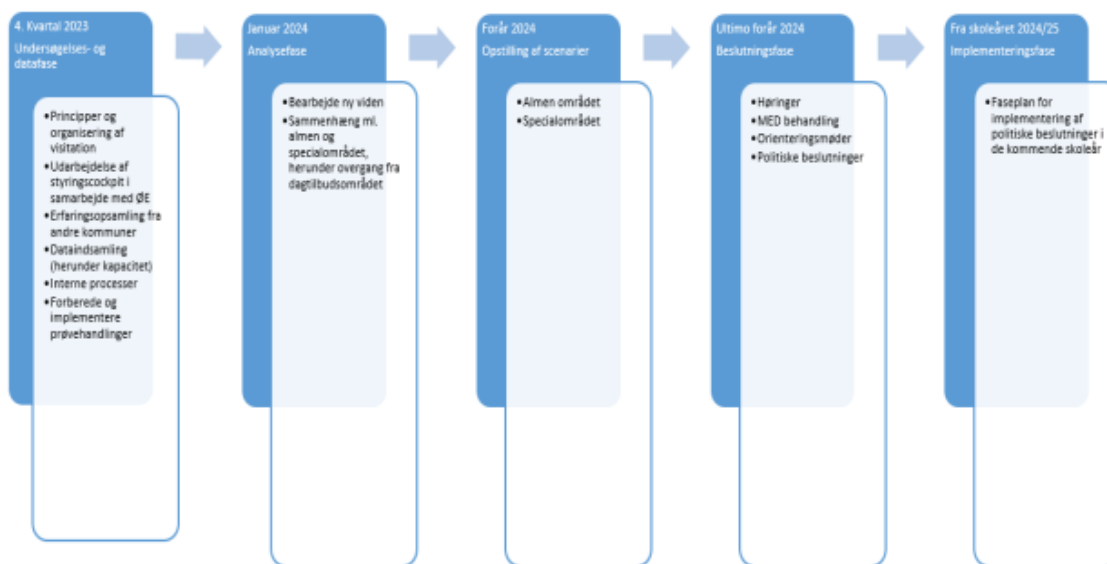 4. Kvartal 2023
Undersøgelses- og
datafase
•Principper og
organisering af
visitation
•Udarbejdelse af
styringscockpit i
samarbejde med ØE
•Erfaringsopsamling fra
andre kommuner
•Dataindsamling
(herunder kapacitet)
•Interne processer
•Forberede og
implementere
prøvehandlinger
Januar 2024
Analysefase
•Bearbejde ny viden
•Sammenhæng ml.
almen og
specialområdet,
herunder overgang fra
dagtilbudsområdet
Forår 2024
Opstilling af scenarier
•Almen området
•Specialområdet
Ultimo forår 2024
Beslutningsfase
•Høringer
•MED behandling
•Orienteringsmøder
•Politiske beslutninger
Fra skoleåret 2024/25
Implementeringsfase
•Faseplan for
implementering af
politiske beslutninger i
de kommende skoleår